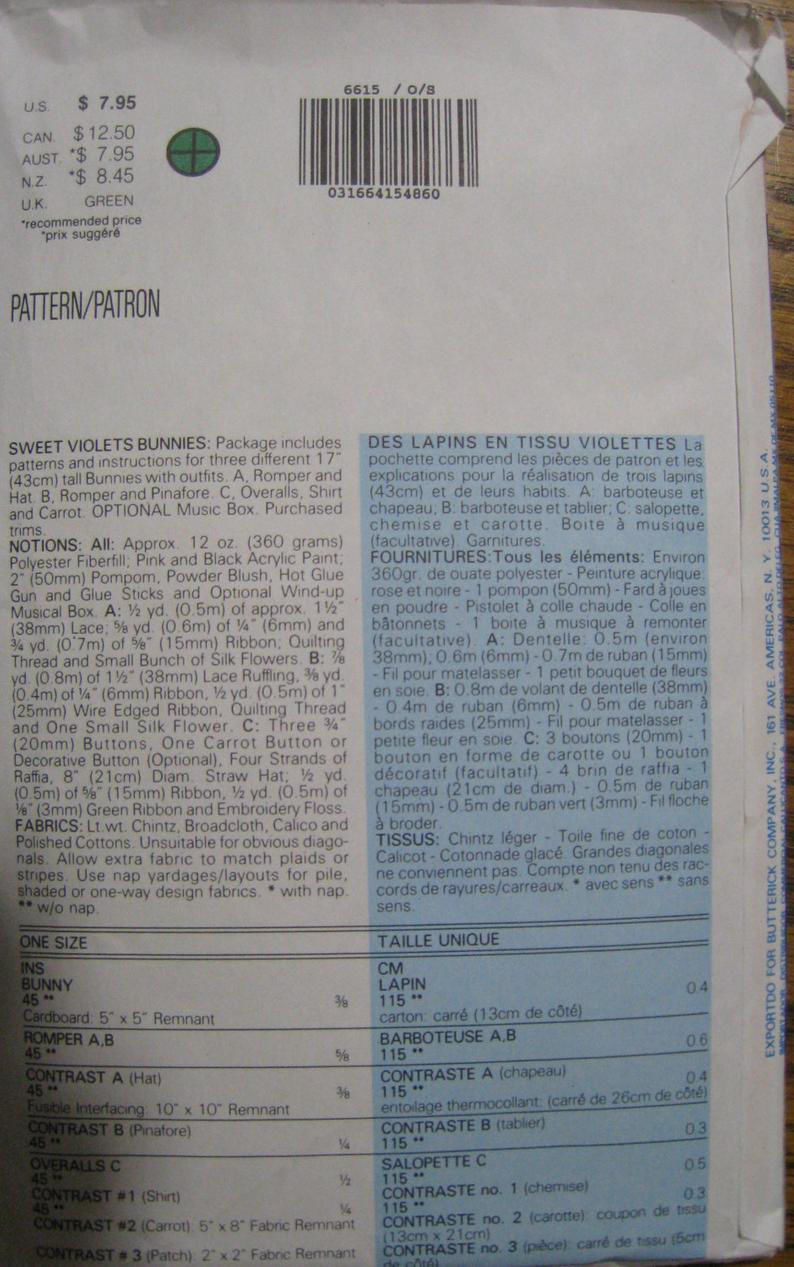 6615 / O/S
031664154860
U.S. $ 7.95
CAN. $12.50
AUST. *$ 7.95
N.Z. *$ 8.45
U.K. GREEN
*recommended price
*prix suggéré
PATTERN/PATRON
SWEET VIOLETS BUNNIES: Package includes
patterns and instructions for three different 17"
(43cm) tall Bunnies with outfits. A, Romper and
Hat. B, Romper and Pinafore. C, Overalls, Shirt
and Carrot. OPTIONAL Music Box. Purchased
trims.
NOTIONS: All: Approx. 12 oz. (360 grams)
Polyester Fiberfill; Pink and Black Acrylic Paint;
2" (50mm) Pompom, Powder Blush, Hot Glue
Gun and Glue Sticks and Optional Wind-up
Musical Box. A: ½ yd. (0.5m) of approx. 1½"
(38mm) Lace; ⅝ yd. (0.6m) of ¼" (6mm) and
¾ yd. (0.7m) of ⅝" (15mm) Ribbon; Quilting
Thread and Small Bunch of Silk Flowers. B: ⅞
yd. (0.8m) of 1½" (38mm) Lace Ruffling, ⅜ yd.
(0.4m) of ¼" (6mm) Ribbon, ½ yd. (0.5m) of 1"
(25mm) Wire Edged Ribbon, Quilting Thread
and One Small Silk Flower. C: Three ¾"
(20mm) Buttons, One Carrot Button or
Decorative Button (Optional), Four Strands of
Raffia, 8" (21cm) Diam. Straw Hat; ½ yd.
(0.5m) of ⅝" (15mm) Ribbon, ½ yd. (0.5m) of
⅛" (3mm) Green Ribbon and Embroidery Floss.
FABRICS: Lt.wt. Chintz, Broadcloth, Calico and
Polished Cottons. Unsuitable for obvious diago-
nals. Allow extra fabric to match plaids or
stripes. Use nap yardages/layouts for pile,
shaded or one-way design fabrics. * with nap.
** w/o nap.
DES LAPINS EN TISSU VIOLETTES La
pochette comprend les pièces de patron et les
explications pour la réalisation de trois lapins
(43cm) et de leurs habits. A: barboteuse et
chapeau; B: barboteuse et tablier; C: salopette,
chemise et carotte. Boite à musique
(facultative). Garnitures.
FOURNITURES:Tous les éléments: Environ
360gr. de ouate polyester - Peinture acrylique:
rose et noire - 1 pompon (50mm) - Fard à joues
en poudre - Pistolet à colle chaude - Colle en
bâtonnets - 1 boite à musique à remonter
(facultative). A: Dentelle: 0.5m (environ
38mm); 0.6m (6mm) - 0.7m de ruban (15mm)
- Fil pour matelasser - 1 petit bouquet de fleurs
en soie. B: 0.8m de volant de dentelle (38mm)
- 0.4m de ruban (6mm) - 0.5m de ruban à
bords raides (25mm) - Fil pour matelasser - 1
petite fleur en soie. C: 3 boutons (20mm) - 1
bouton en forme de carotte ou 1 bouton
décoratif (facultatif) - 4 brin de raffia - 1
chapeau (21cm de diam.) - 0.5m de ruban
(15mm) - 0.5m de ruban vert (3mm) - Fil floche
à broder.
TISSUS: Chintz léger - Toile fine de coton -
Calicot - Cotonnade glacé. Grandes diagonales
ne conviennent pas. Compte non tenu des rac-
cords de rayures/carreaux. * avec sens ** sans
sens.
ONE SIZE
INS
BUNNY
45 ** ⅜
Cardboard: 5" x 5" Remnant
ROMPER A,B
45 ** ⅝
CONTRAST A (Hat)
45 ** ⅜
Fusible Interfacing: 10" x 10" Remnant
CONTRAST B (Pinafore)
45 ** ¼
OVERALLS C
45 ** ½
CONTRAST #1 (Shirt)
45 ** ¼
CONTRAST #2 (Carrot): 5" x 8" Fabric Remnant
CONTRAST # 3 (Patch): 2" x 2" Fabric Remnant
TAILLE UNIQUE
CM
LAPIN
115 ** 0.4
carton: carré (13cm de côté)
BARBOTEUSE A,B
115 ** 0.6
CONTRASTE A (chapeau)
115 ** 0.4
entoilage thermocollant: (carré de 26cm de côté)
CONTRASTE B (tablier)
115 ** 0.3
SALOPETTE C
115 ** 0.5
CONTRASTE no. 1 (chemise)
115 ** 0.3
CONTRASTE no. 2 (carotte): coupon de tissu
(13cm x 21cm)
CONTRASTE no. 3 (pièce): carré de tissu (5cm
de côté)
EXPORTDO FOR BUTTERICK COMPANY, INC., 161 AVE. AMERICAS, N. Y. 10013 U.S.A.